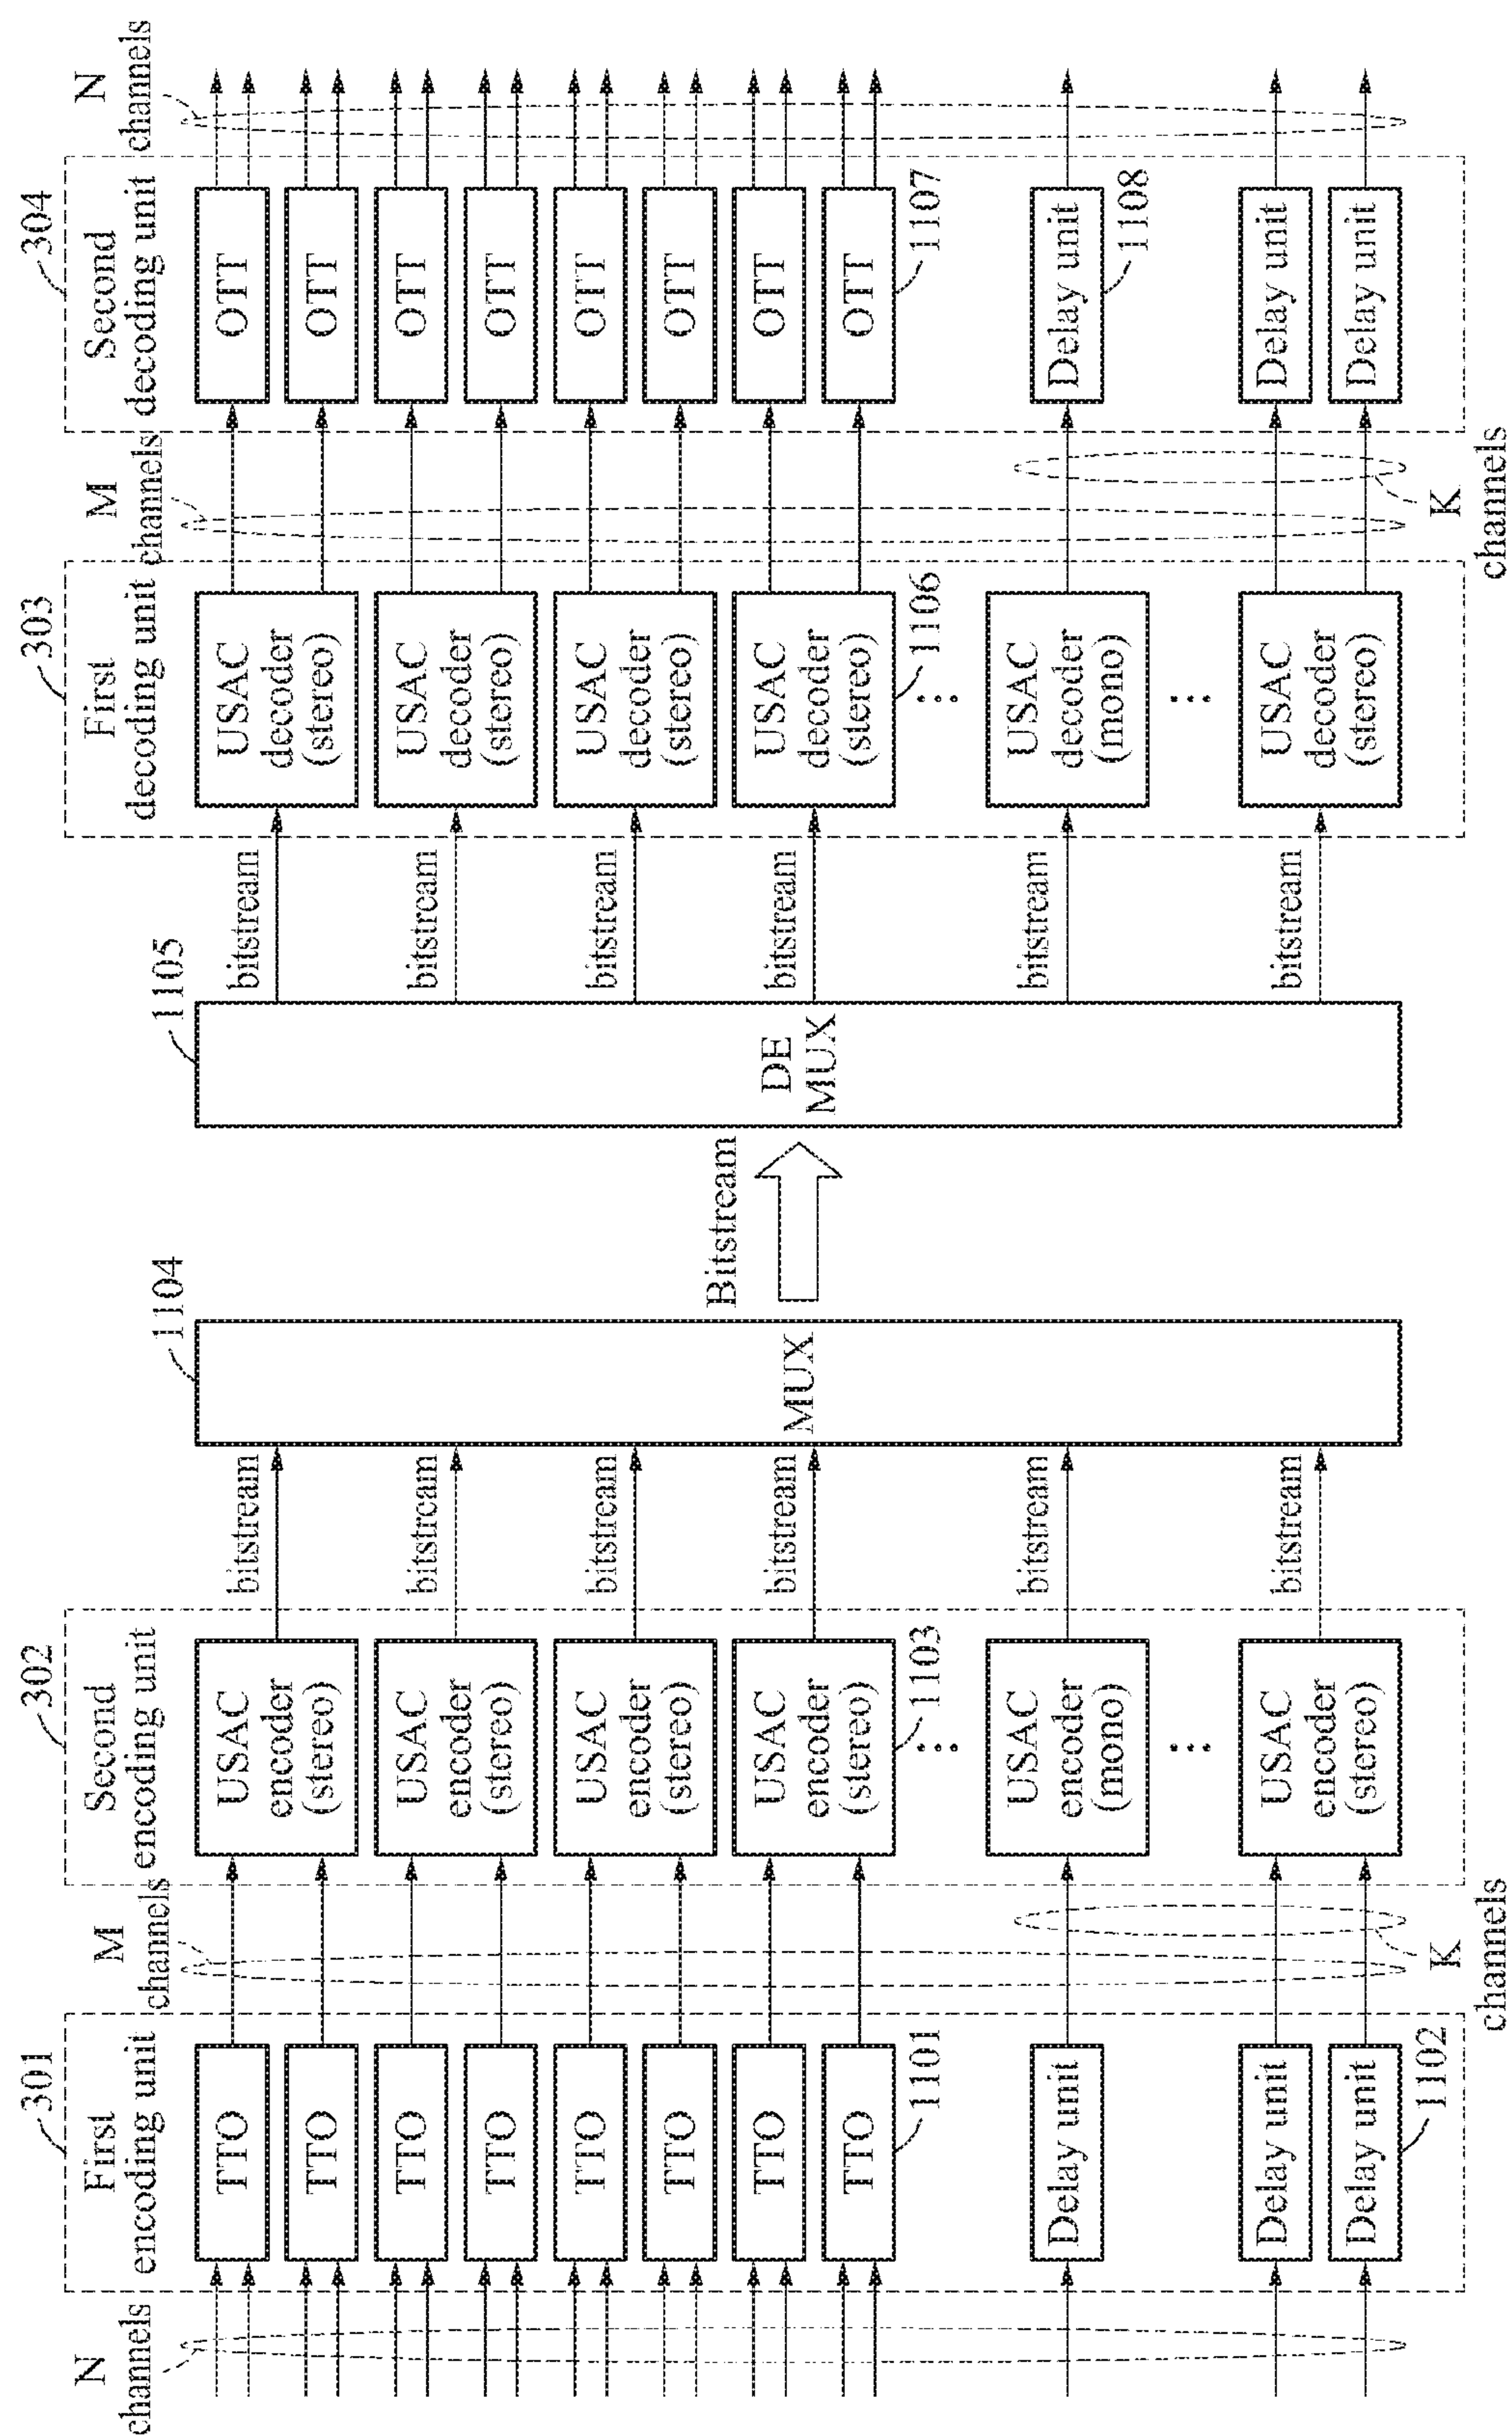 N
channels
301
First
encoding unit
TTO
TTO
TTO
TTO
TTO
TTO
TTO
TTO
1101
Delay unit
Delay unit
Delay unit
1102
M
channels
K
channels
302
Second
encoding unit
USAC
encoder
(stereo)
USAC
encoder
(stereo)
USAC
encoder
(stereo)
USAC
encoder
(stereo)
1103
...
USAC
encoder
(mono)
...
USAC
encoder
(stereo)
bitstream
bitstream
bitstream
bitstream
bitstream
bitstream
1104
MUX
Bitstream
1105
DE
MUX
bitstream
bitstream
bitstream
bitstream
bitstream
bitstream
303
First
decoding unit
USAC
decoder
(stereo)
USAC
decoder
(stereo)
USAC
decoder
(stereo)
USAC
decoder
(stereo)
1106
...
USAC
decoder
(mono)
...
USAC
decoder
(stereo)
M
channels
K
channels
304
Second
decoding unit
OTT
OTT
OTT
OTT
OTT
OTT
OTT
OTT
1107
Delay unit
1108
Delay unit
Delay unit
N
channels